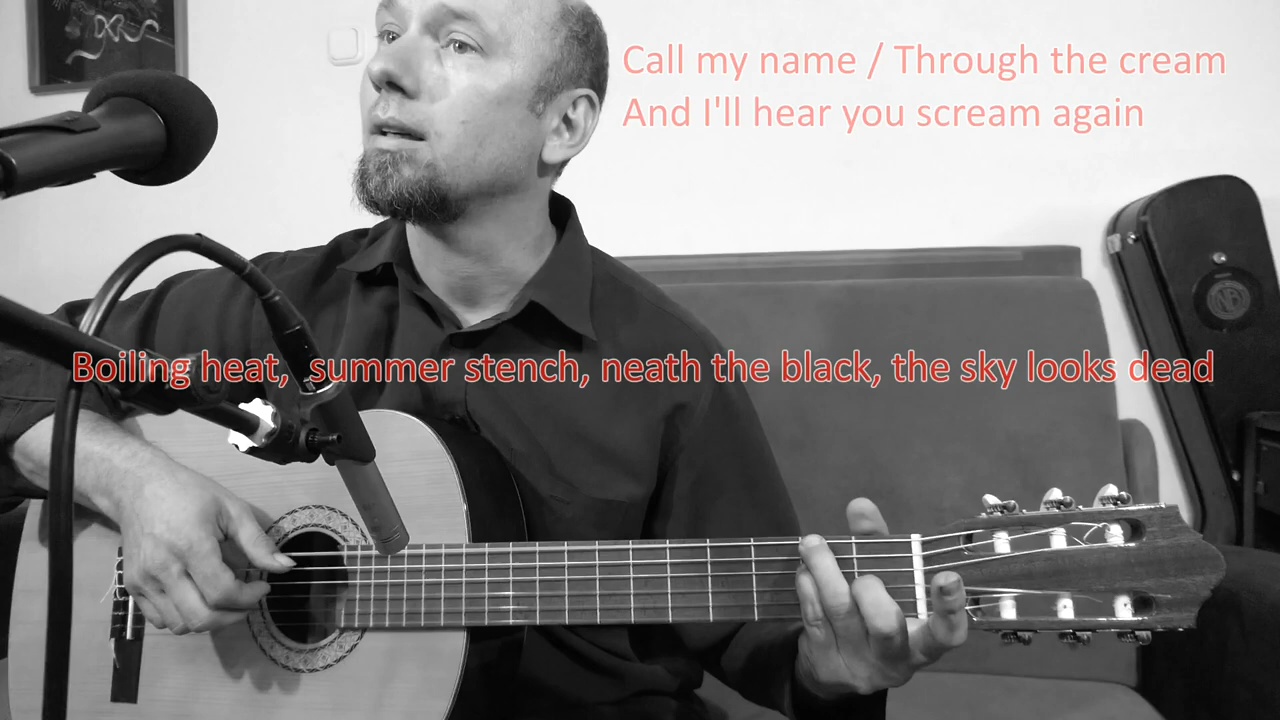 Call my name / Through the cream
And I'll hear you scream again
Boiling heat,  summer stench, neath the black, the sky looks dead